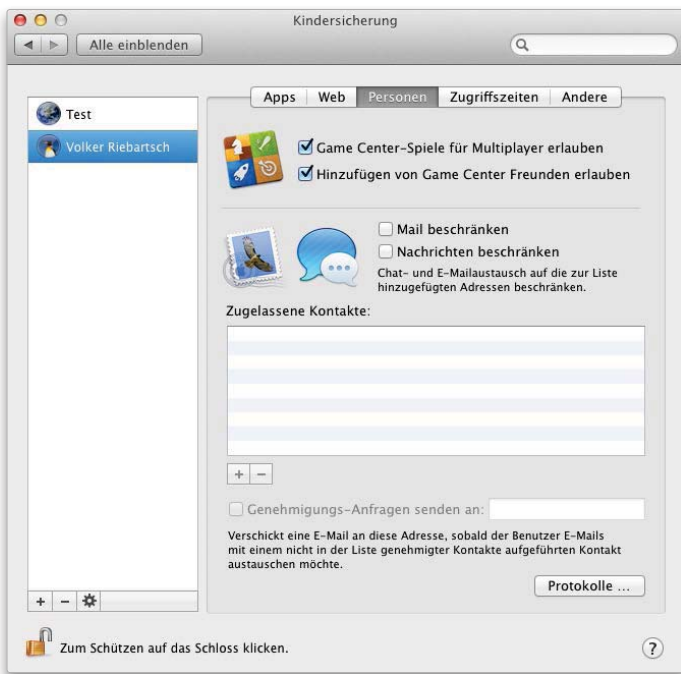 Kindersicherung
Alle einblenden
Test
Volker Riebartsch
Apps Web Personen Zugriffszeiten Andere
Game Center-Spiele für Multiplayer erlauben
Hinzufügen von Game Center Freunden erlauben
Mail beschränken
Nachrichten beschränken
Chat- und E-Mailaustausch auf die zur Liste
hinzugefügten Adressen beschränken.
Zugelassene Kontakte:
+ −
Genehmigungs-Anfragen senden an:
Verschickt eine E-Mail an diese Adresse, sobald der Benutzer E-Mails
mit einem nicht in der Liste genehmigter Kontakte aufgeführten Kontakt
austauschen möchte.
Protokolle ...
+ −
Zum Schützen auf das Schloss klicken.
?